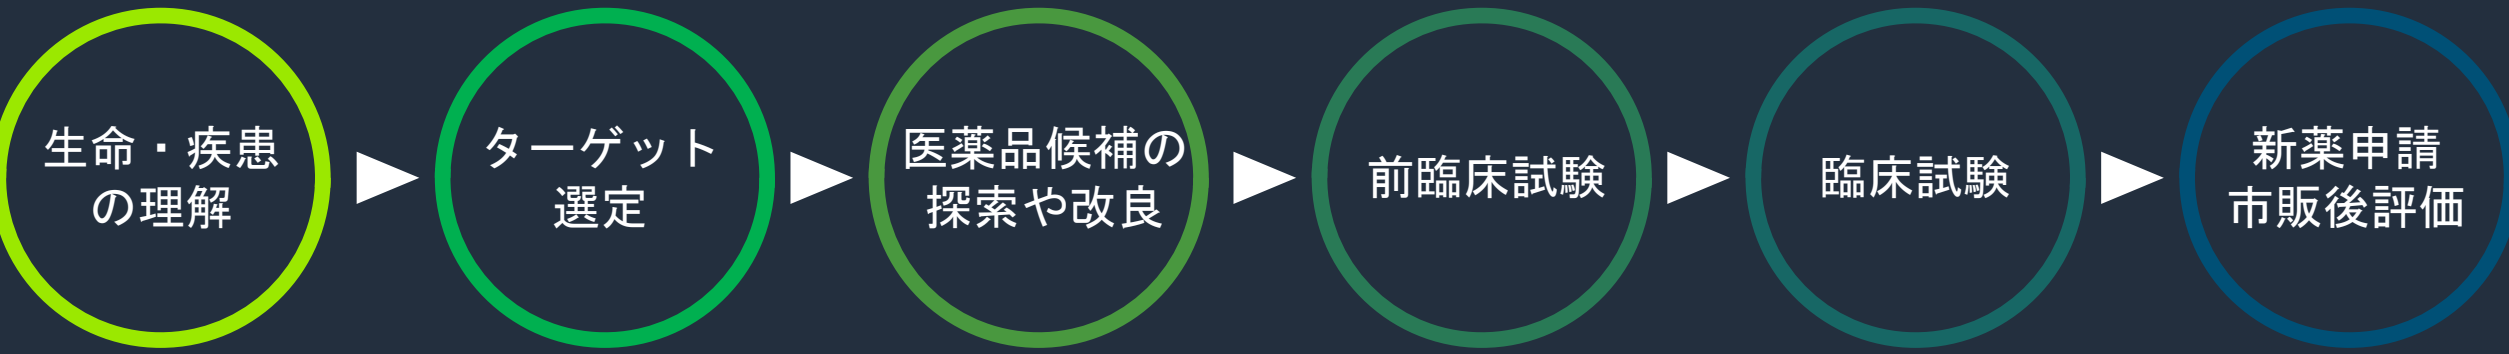 生命・疾患
の理解
ターゲット
選定
医薬品候補の
探索や改良
前臨床試験
臨床試験
新薬申請
市販後評価